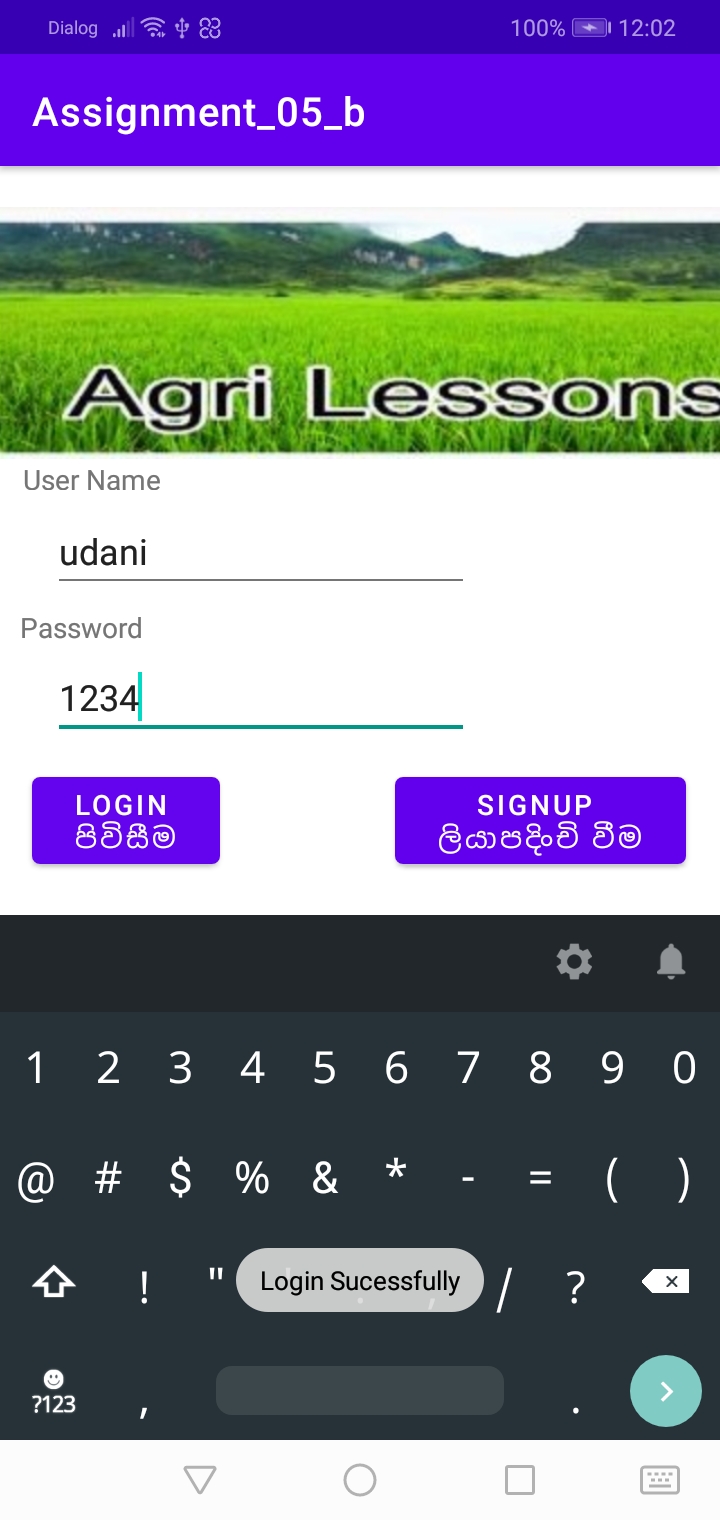 Dialog 100% 12:02
Assignment_05_b
Agri Lessons
User Name
udani
Password
1234
LOGIN
පිවිසීම
SIGNUP
ලියාපදිංචි වීම
1 2 3 4 5 6 7 8 9 0
@ # $ % & * - = ( )
! " / ?
Login Sucessfully
?123 , .